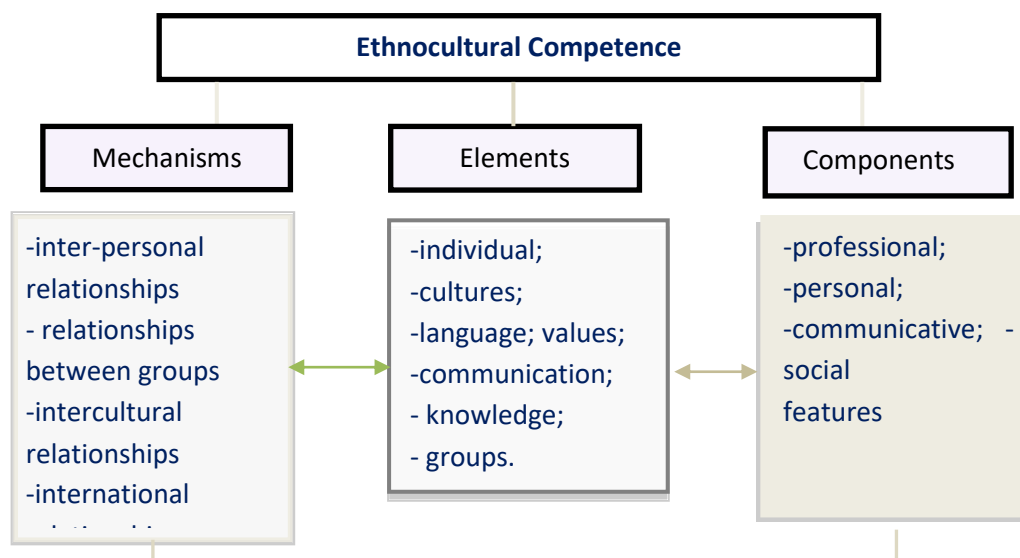 Ethnocultural Competence
Mechanisms
Elements
Components
-inter-personal
relationships
- relationships
between groups
-intercultural
relationships
-international
-individual;
-cultures;
-language; values;
-communication;
- knowledge;
- groups.
-professional;
-personal;
-communicative; -
social
features